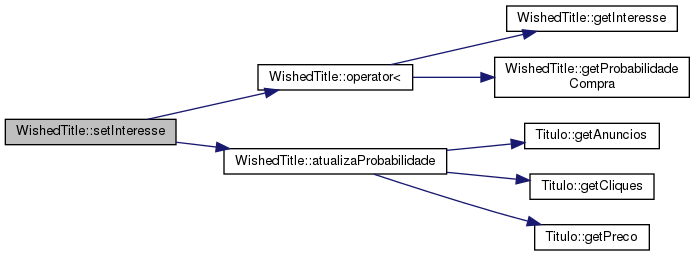 WishedTitle::setInteresse
WishedTitle::operator<
WishedTitle::getInteresse
WishedTitle::getProbabilidade
Compra
WishedTitle::atualizaProbabilidade
Titulo::getAnuncios
Titulo::getCliques
Titulo::getPreco